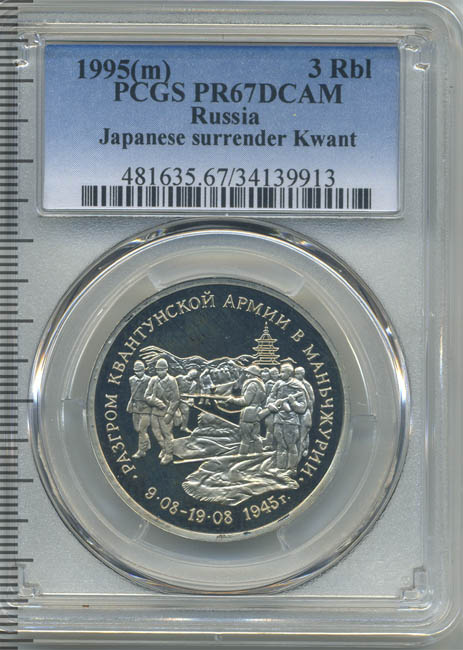 1995(m) 3 Rbl
PCGS PR67DCAM
Russia
Japanese surrender Kwant
481635.67/34139913
·РАЗГРОМ КВАНТУНСКОЙ АРМИИ В МАНЬЧЖУРИИ·
9·08-19·08 1945г.